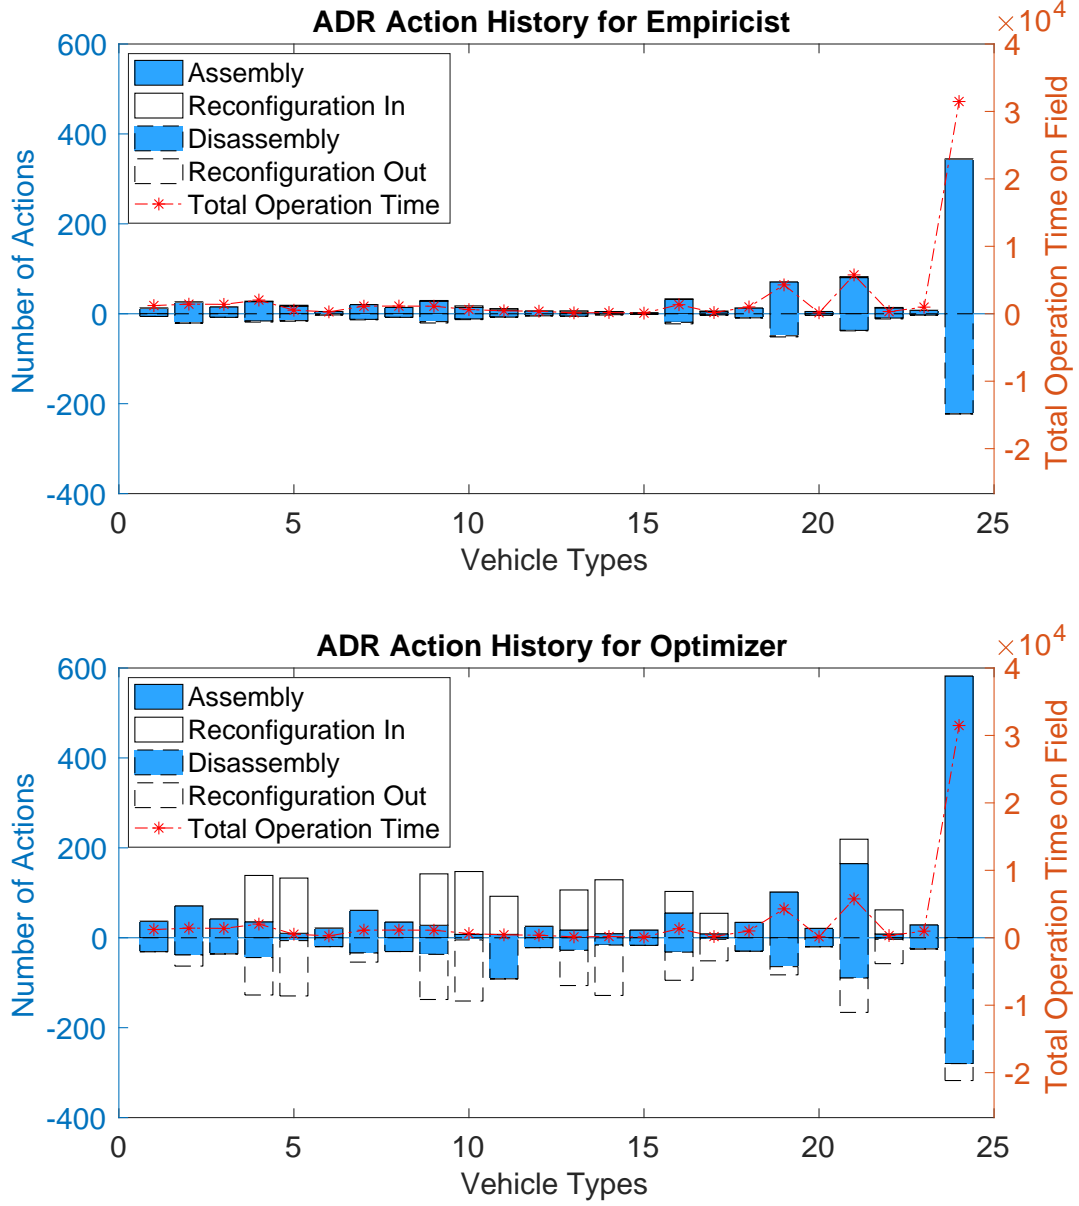 ADR Action History for Empiricist
×10^4
600
400
200
0
-200
-400
Number of Actions
Assembly
Reconfiguration In
Disassembly
Reconfiguration Out
Total Operation Time
4
3
2
1
0
-1
-2
Total Operation Time on Field
0 5 10 15 20 25
Vehicle Types
ADR Action History for Optimizer
×10^4
600
400
200
0
-200
-400
Number of Actions
Assembly
Reconfiguration In
Disassembly
Reconfiguration Out
Total Operation Time
4
3
2
1
0
-1
-2
Total Operation Time on Field
0 5 10 15 20 25
Vehicle Types